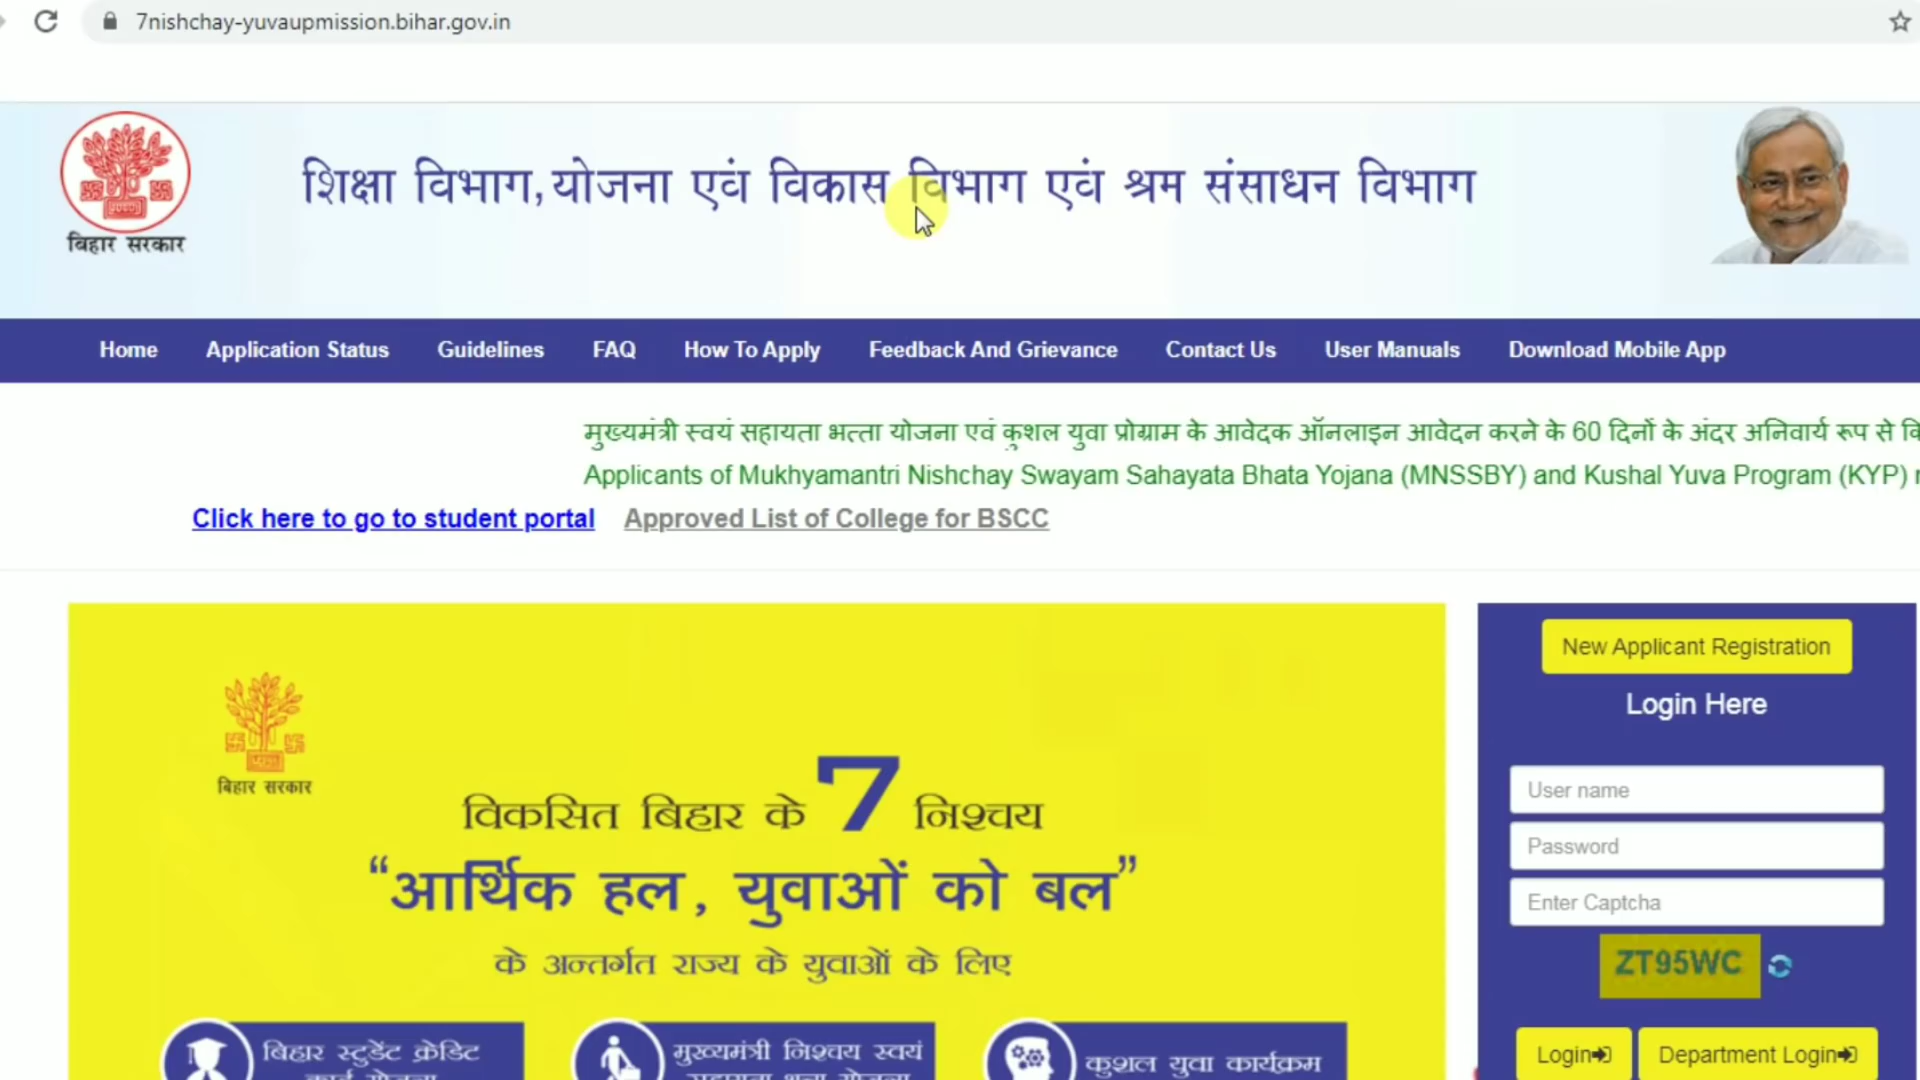 7nishchay-yuvaupmission.bihar.gov.in
शिक्षा विभाग,योजना एवं विकास विभाग एवं श्रम संसाधन विभाग
बिहार सरकार
Home Application Status Guidelines FAQ How To Apply Feedback And Grievance Contact Us User Manuals Download Mobile App
मुख्यमंत्री स्वयं सहायता भत्ता योजना एवं कुशल युवा प्रोग्राम के आवेदक ऑनलाइन आवेदन करने के 60 दिनों के अंदर अनिवार्य रूप से
Applicants of Mukhyamantri Nishchay Swayam Sahayata Bhata Yojana (MNSSBY) and Kushal Yuva Program (KYP)
Click here to go to student portal Approved List of College for BSCC
बिहार सरकार
विकसित बिहार के 7 निश्चय
“आर्थिक हल, युवाओं को बल”
के अन्तर्गत राज्य के युवाओं के लिए
बिहार स्टुडेंट क्रेडिट
मुख्यमंत्री निश्चय स्वयं
कुशल युवा कार्यक्रम
New Applicant Registration
Login Here
User name
Password
Enter Captcha
ZT95WC
Login Department Login